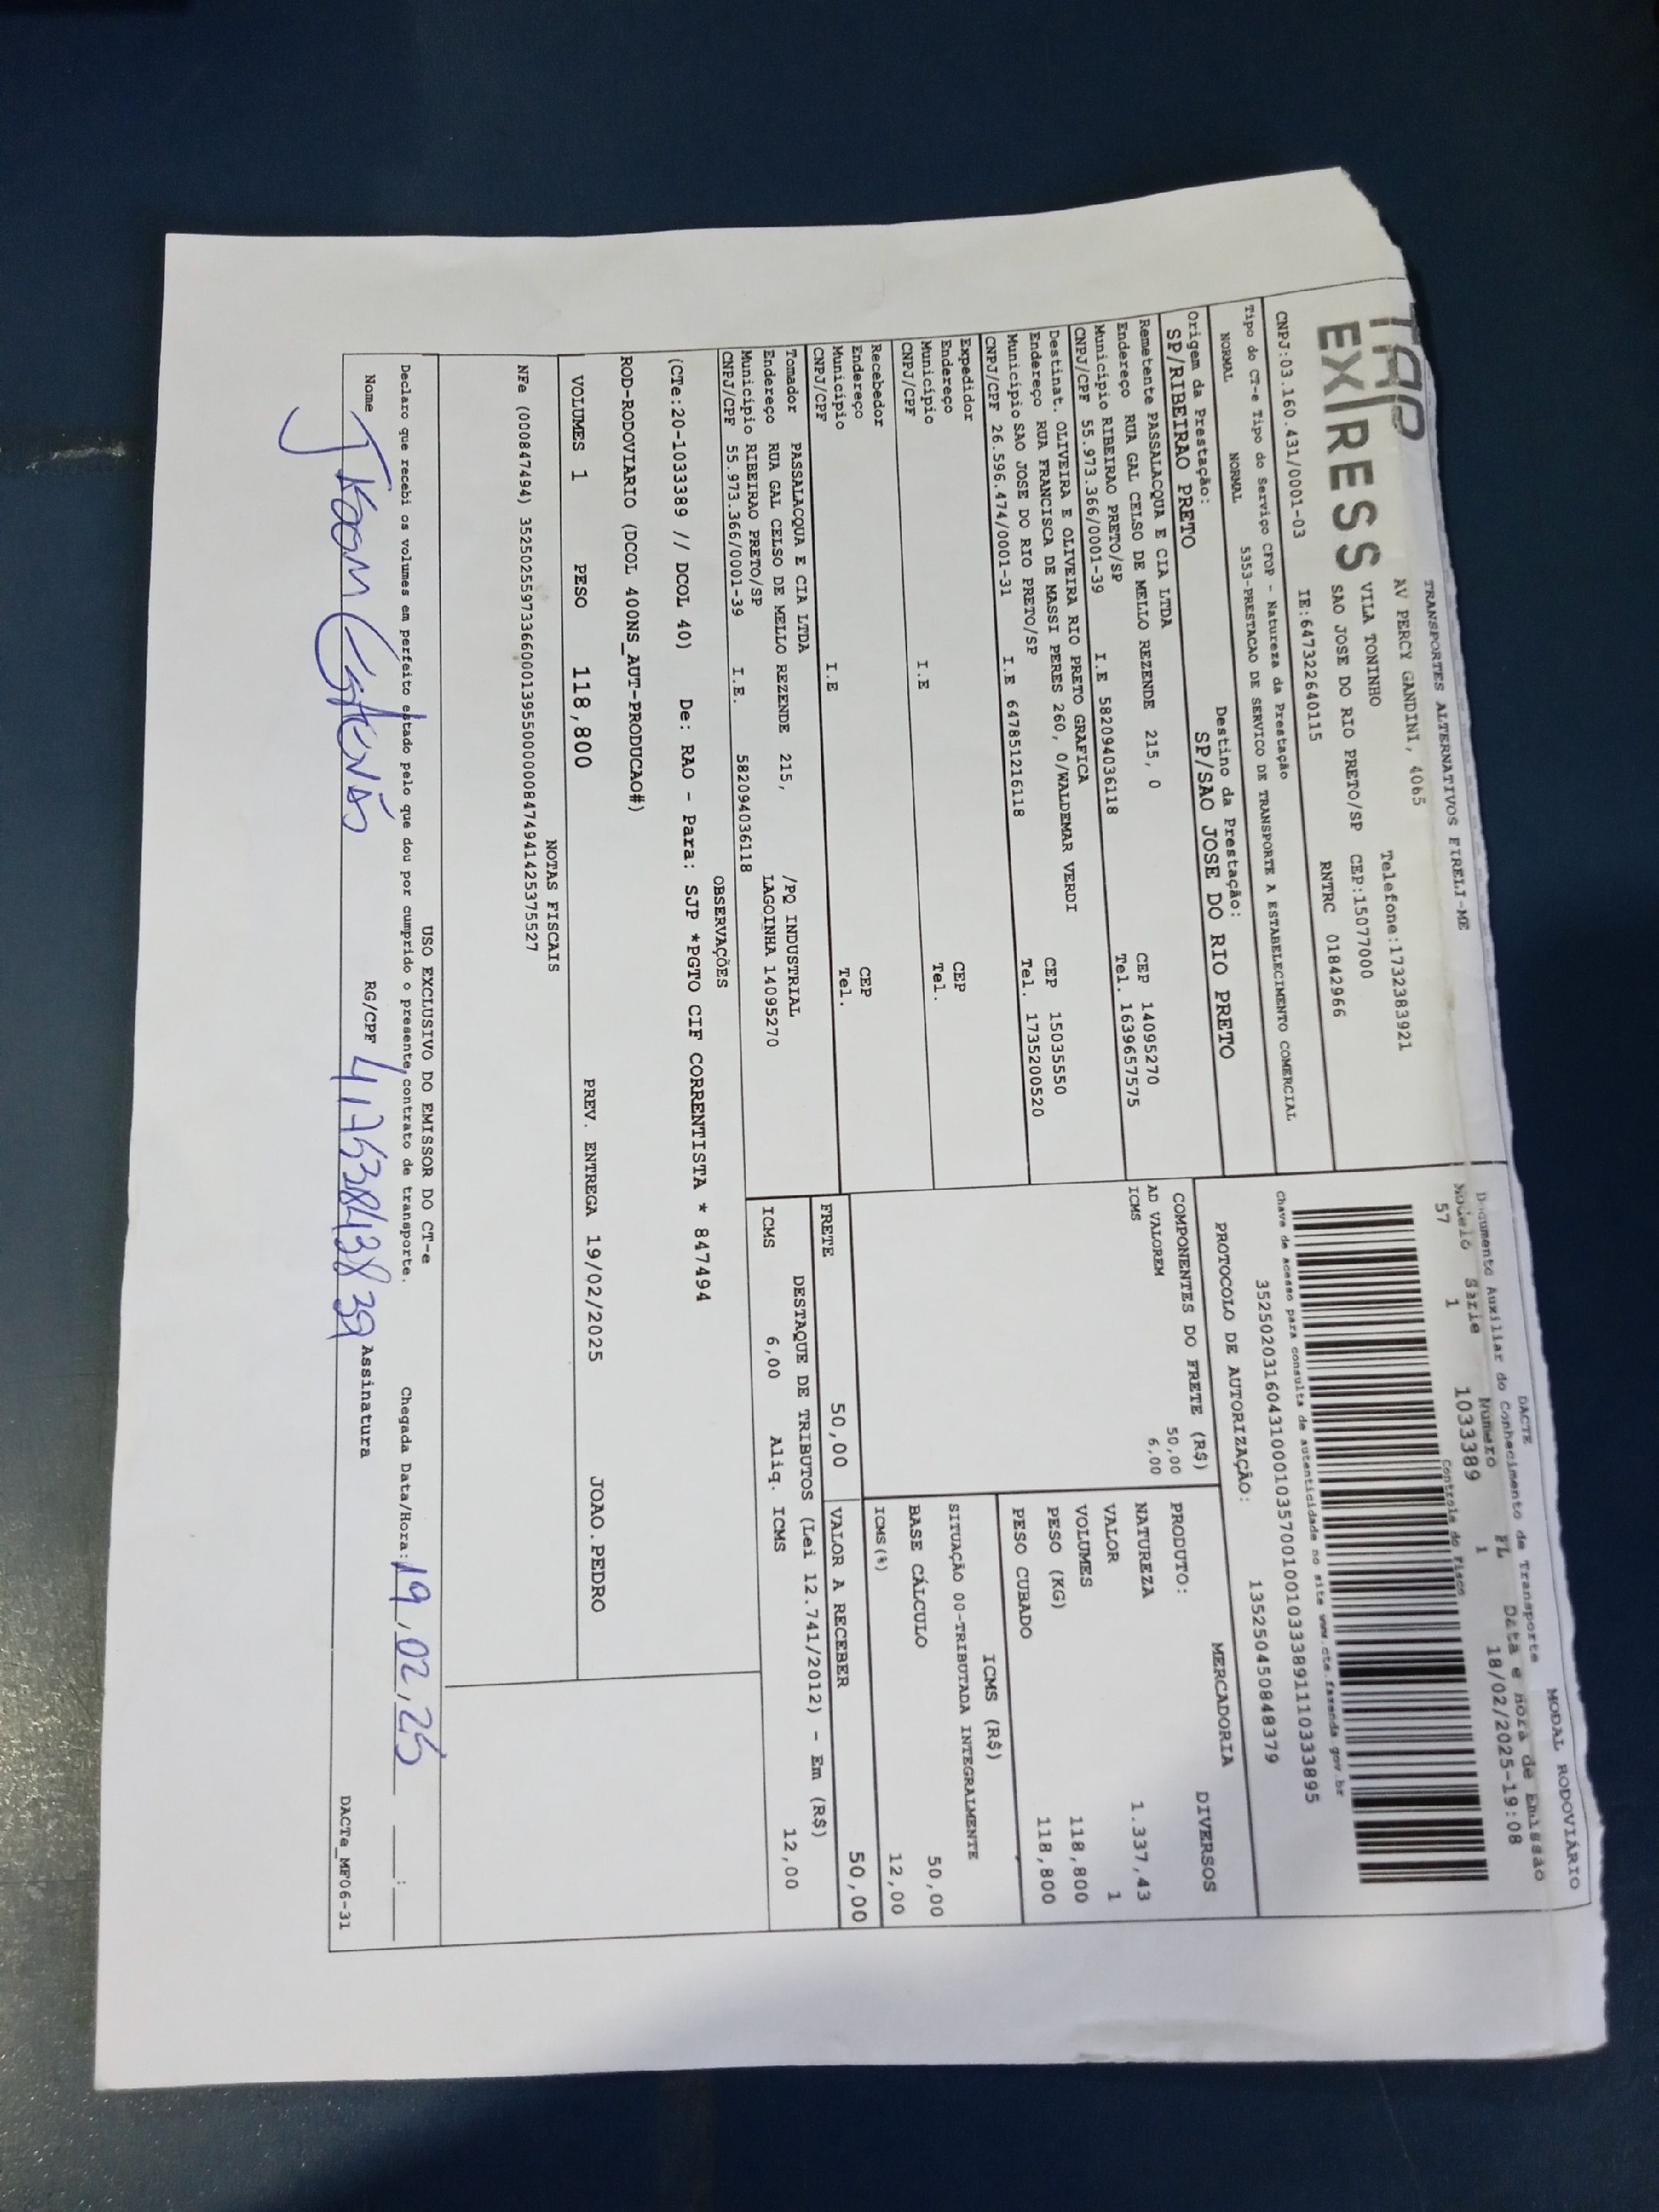 TRANSPORTES ALTERNATIVOS EIRELI-ME
TAP
EXPRESS
AV PERCY GANDINI, 4065
Telefone:1732383921
VILA TONINHO
CEP:15077000
SAO JOSE DO RIO PRETO/SP
RNTRC 01842966
CNPJ:03.160.431/0001-03
IE:647322640115
Tipo do CT-e Tipo do Serviço CFOP - Natureza da Prestação
NORMAL NORMAL 5353-PRESTACAO DE SERVICO DE TRANSPORTE A ESTABELECIMENTO COMERCIAL
Origem da Prestação: Destino da Prestação:
SP/RIBEIRAO PRETO SP/SAO JOSE DO RIO PRETO
DACTE MODAL RODOVIÁRIO
Documento Auxiliar do Conhecimento de Transporte
Modelo Série Número FL Data e hora de Emissão
57 1 1033389 1 18/02/2025-19:08
Controle do Fisco
Chave de acesso para consulta de autenticidade no site www.cte.fazenda.gov.br
35250203160431000103570010010333891110333895
PROTOCOLO DE AUTORIZAÇÃO: 135250450848379
Remetente PASSALACQUA E CIA LTDA
Endereço RUA GAL CELSO DE MELLO REZENDE 215, 0 CEP 14095270
Município RIBEIRAO PRETO/SP Tel. 1639657575
CNPJ/CPF 55.973.366/0001-39 I.E 582094036118
Destinat. OLIVEIRA E OLIVEIRA RIO PRETO GRAFICA
Endereço RUA FRANCISCA DE MASSI PERES 260, 0/WALDEMAR VERDI CEP 15035550
Município SAO JOSE DO RIO PRETO/SP Tel. 1735200520
CNPJ/CPF 26.596.474/0001-31 I.E 647851216118
Expedidor
Endereço CEP
Município Tel.
CNPJ/CPF I.E
Recebedor
Endereço CEP
Município Tel.
CNPJ/CPF I.E
Tomador PASSALACQUA E CIA LTDA /PQ INDUSTRIAL
Endereço RUA GAL CELSO DE MELLO REZENDE 215, LAGOINHA 14095270
Município RIBEIRAO PRETO/SP
CNPJ/CPF 55.973.366/0001-39 I.E. 582094036118
COMPONENTES DO FRETE (R$)
AD VALOREM 50,00
ICMS 6,00
MERCADORIA
PRODUTO: DIVERSOS
NATUREZA
VALOR 1.337,43
VOLUMES 1
PESO (KG) 118,800
PESO CUBADO 118,800
ICMS (R$)
SITUAÇÃO 00-TRIBUTADA INTEGRALMENTE
BASE CÁLCULO 50,00
ICMS(%) 12,00
FRETE 50,00 VALOR A RECEBER 50,00
DESTAQUE DE TRIBUTOS (Lei 12.741/2012) - Em (R$)
ICMS 6,00 Aliq. ICMS 12,00
OBSERVAÇÕES
(CTe:20-1033389 // DCOL 40) De: RAO - Para: SJP *PGTO CIF CORRENTISTA * 847494
ROD-RODOVIARIO (DCOL 400NS_AUT-PRODUCAO#)
VOLUMES 1 PESO 118,800 PREV. ENTREGA 19/02/2025 JOAO.PEDRO
NOTAS FISCAIS
NFe (000847494) 35250255973366000139550000008474941425375527
USO EXCLUSIVO DO EMISSOR DO CT-e
Declaro que recebi os volumes em perfeito estado pelo que dou por cumprido o presente contrato de transporte. Chegada Data/Hora: 19,02,25 :
Nome RG/CPF 41753843839 Assinatura
DACTe_MF06-31